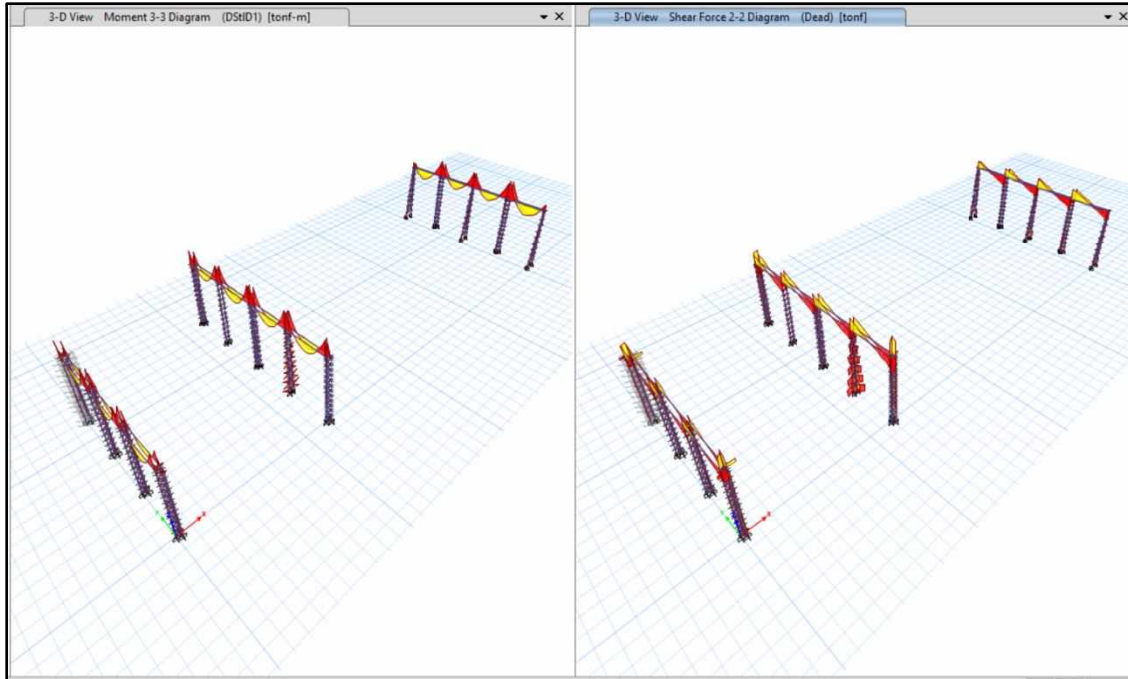 3-D View Moment 3-3 Diagram (DStlD1) [tonf-m]
3-D View Shear Force 2-2 Diagram (Dead) [tonf]
X
X